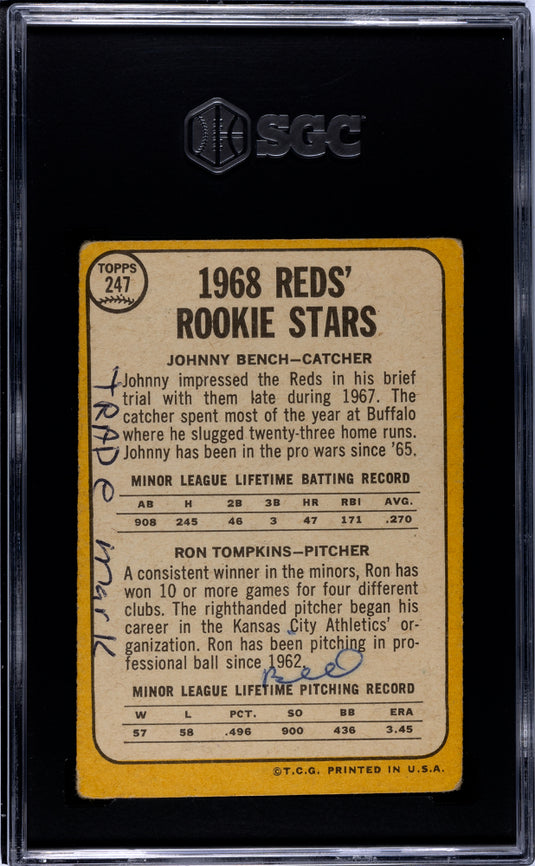 SGC
TOPPS
247
1968 REDS'
ROOKIE STARS
JOHNNY BENCH—CATCHER
Johnny impressed the Reds in his brief
trial with them late during 1967. The
catcher spent most of the year at Buffalo
where he slugged twenty-three home runs.
Johnny has been in the pro wars since '65.
MINOR LEAGUE LIFETIME BATTING RECORD
AB H 2B 3B HR RBI AVG.
908 245 46 3 47 171 .270
RON TOMPKINS—PITCHER
A consistent winner in the minors, Ron has
won 10 or more games for four different
clubs. The righthanded pitcher began his
career in the Kansas City Athletics' or-
ganization. Ron has been pitching in pro-
fessional ball since 1962.
MINOR LEAGUE LIFETIME PITCHING RECORD
W L PCT. SO BB ERA
57 58 .496 900 436 3.45
©T.C.G. PRINTED IN U.S.A.
TRADe mark